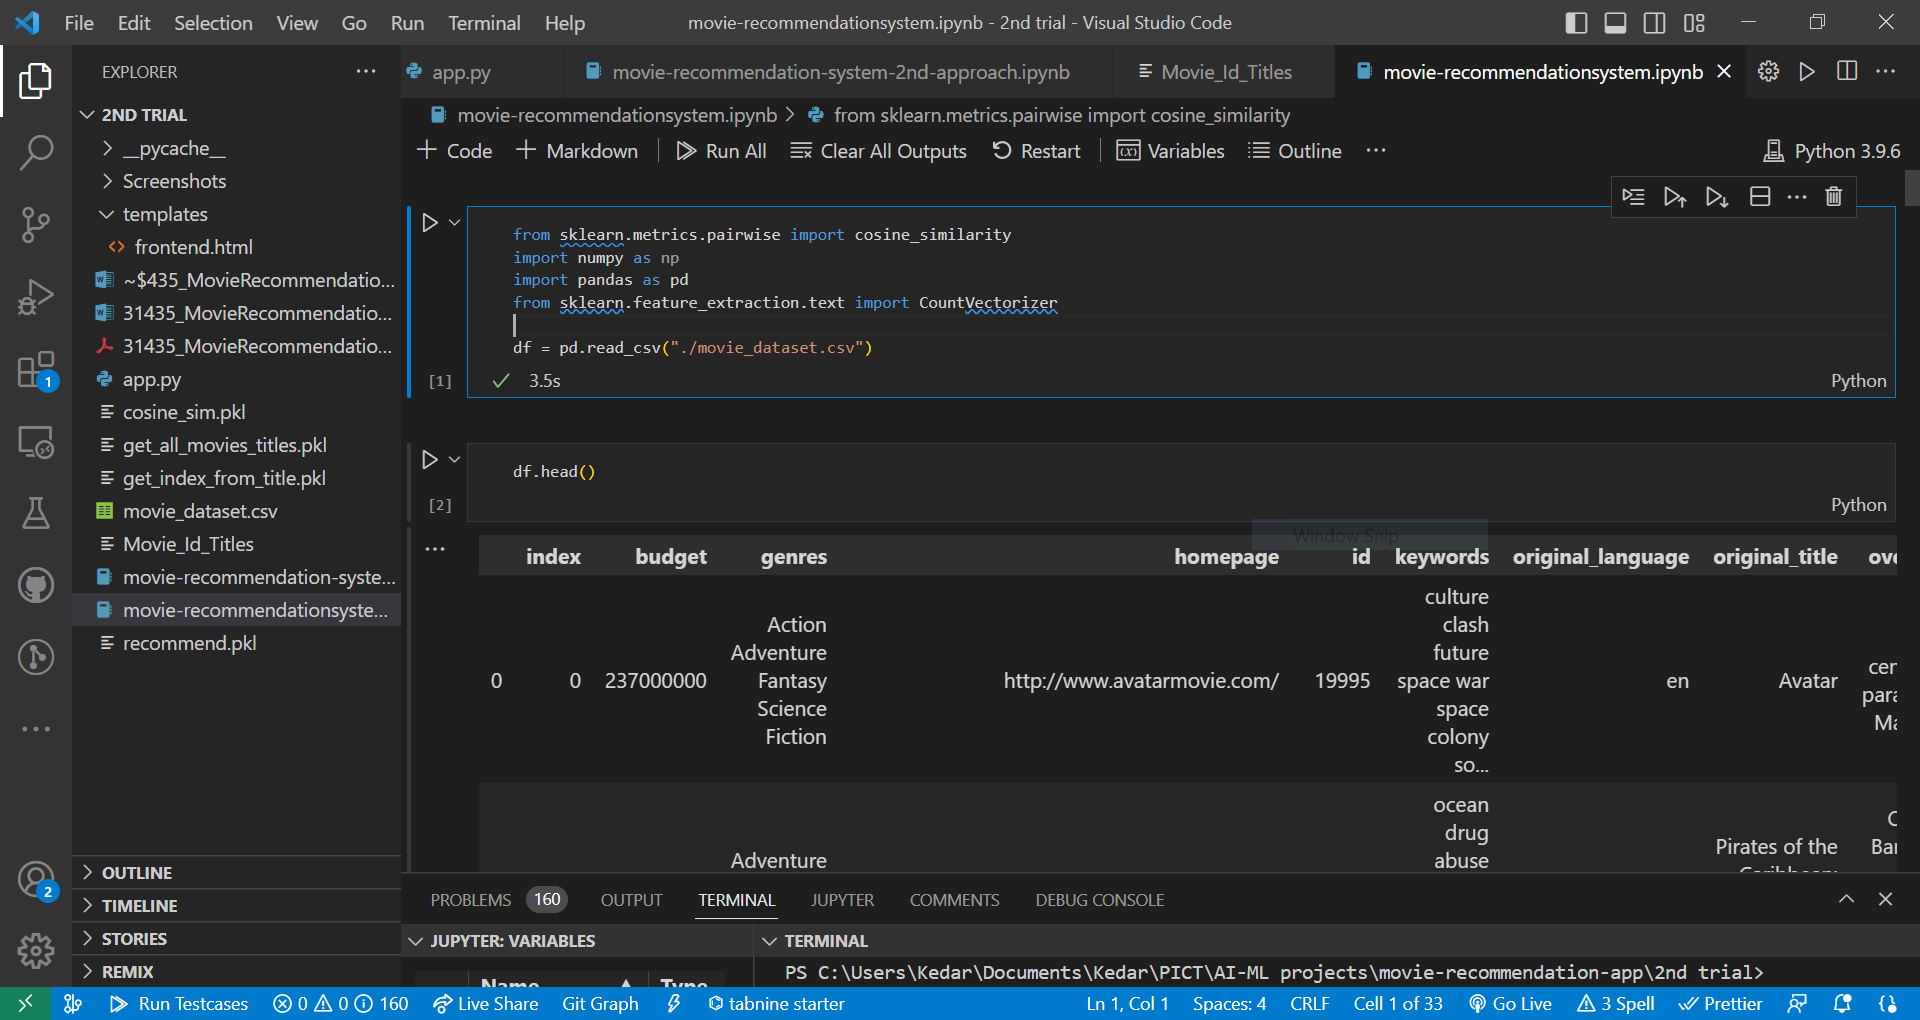 File Edit Selection View Go Run Terminal Help
movie-recommendationsystem.ipynb - 2nd trial - Visual Studio Code
EXPLORER
2ND TRIAL
__pycache__
Screenshots
templates
frontend.html
~$435_MovieRecommendatio...
31435_MovieRecommendatio...
31435_MovieRecommendatio...
app.py
cosine_sim.pkl
get_all_movies_titles.pkl
get_index_from_title.pkl
movie_dataset.csv
Movie_Id_Titles
movie-recommendation-syste...
movie-recommendationsyste...
recommend.pkl
OUTLINE
TIMELINE
STORIES
REMIX
1
2
app.py movie-recommendation-system-2nd-approach.ipynb Movie_Id_Titles movie-recommendationsystem.ipynb
movie-recommendationsystem.ipynb > from sklearn.metrics.pairwise import cosine_similarity
Code Markdown Run All Clear All Outputs Restart Variables Outline ... Python 3.9.6
from sklearn.metrics.pairwise import cosine_similarity
import numpy as np
import pandas as pd
from sklearn.feature_extraction.text import CountVectorizer
df = pd.read_csv("./movie_dataset.csv")
[1] 3.5s Python
df.head()
[2] Python
Window Snip
index budget genres homepage id keywords original_language original_title
0 0 237000000 Action Adventure Fantasy Science Fiction http://www.avatarmovie.com/ 19995 culture clash future space war space colony so... en Avatar
Adventure ocean drug abuse Pirates of the
PROBLEMS 160 OUTPUT TERMINAL JUPYTER COMMENTS DEBUG CONSOLE
JUPYTER: VARIABLES
Name Type
TERMINAL
PS C:\Users\Kedar\Documents\Kedar\PICT\AI-ML projects\movie-recommendation-app\2nd trial>
Run Testcases 0 0 160 Live Share Git Graph tabnine starter Ln 1, Col 1 Spaces: 4 CRLF Cell 1 of 33 Go Live 3 Spell Prettier